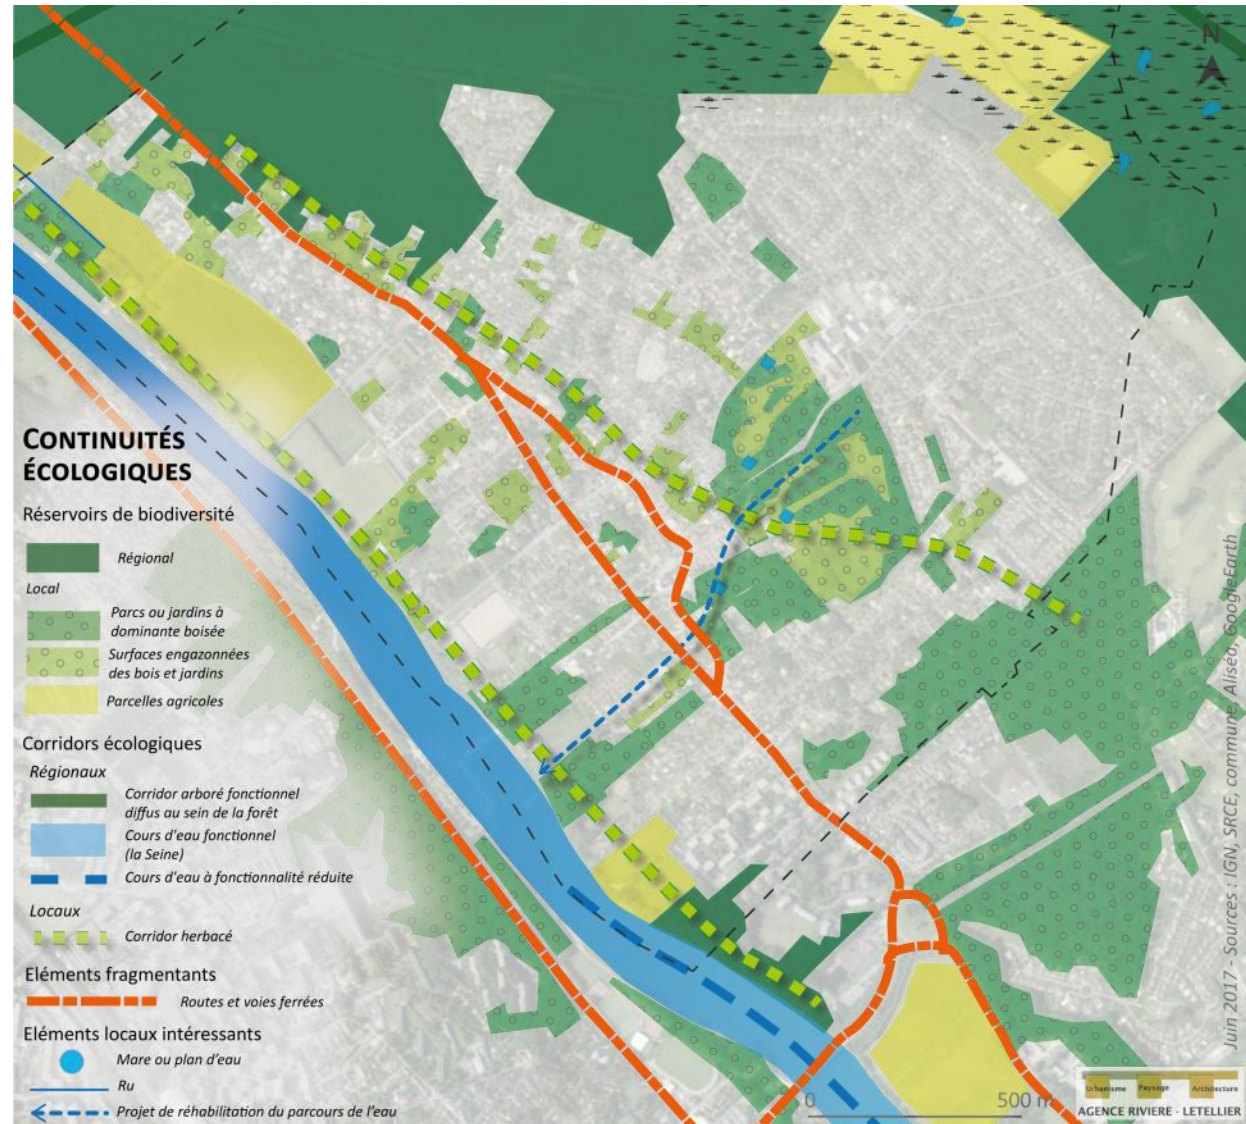 N
CONTINUITÉS
ÉCOLOGIQUES
Réservoirs de biodiversité
Régional
Local
Parcs ou jardins à
dominante boisée
Surfaces engazonnées
des bois et jardins
Parcelles agricoles
Corridors écologiques
Régionaux
Corridor arboré fonctionnel
diffus au sein de la forêt
Cours d'eau fonctionnel
(la Seine)
Cours d'eau à fonctionnalité réduite
Locaux
Corridor herbacé
Eléments fragmentants
Routes et voies ferrées
Eléments locaux intéressants
Mare ou plan d'eau
Ru
Projet de réhabilitation du parcours de l'eau
0 500 m
Juin 2017 - Sources : IGN, SRCE, commune, Aliséa, GoogleEarth
Urbanisme Paysage Architecture
AGENCE RIVIERE - LETELLIER